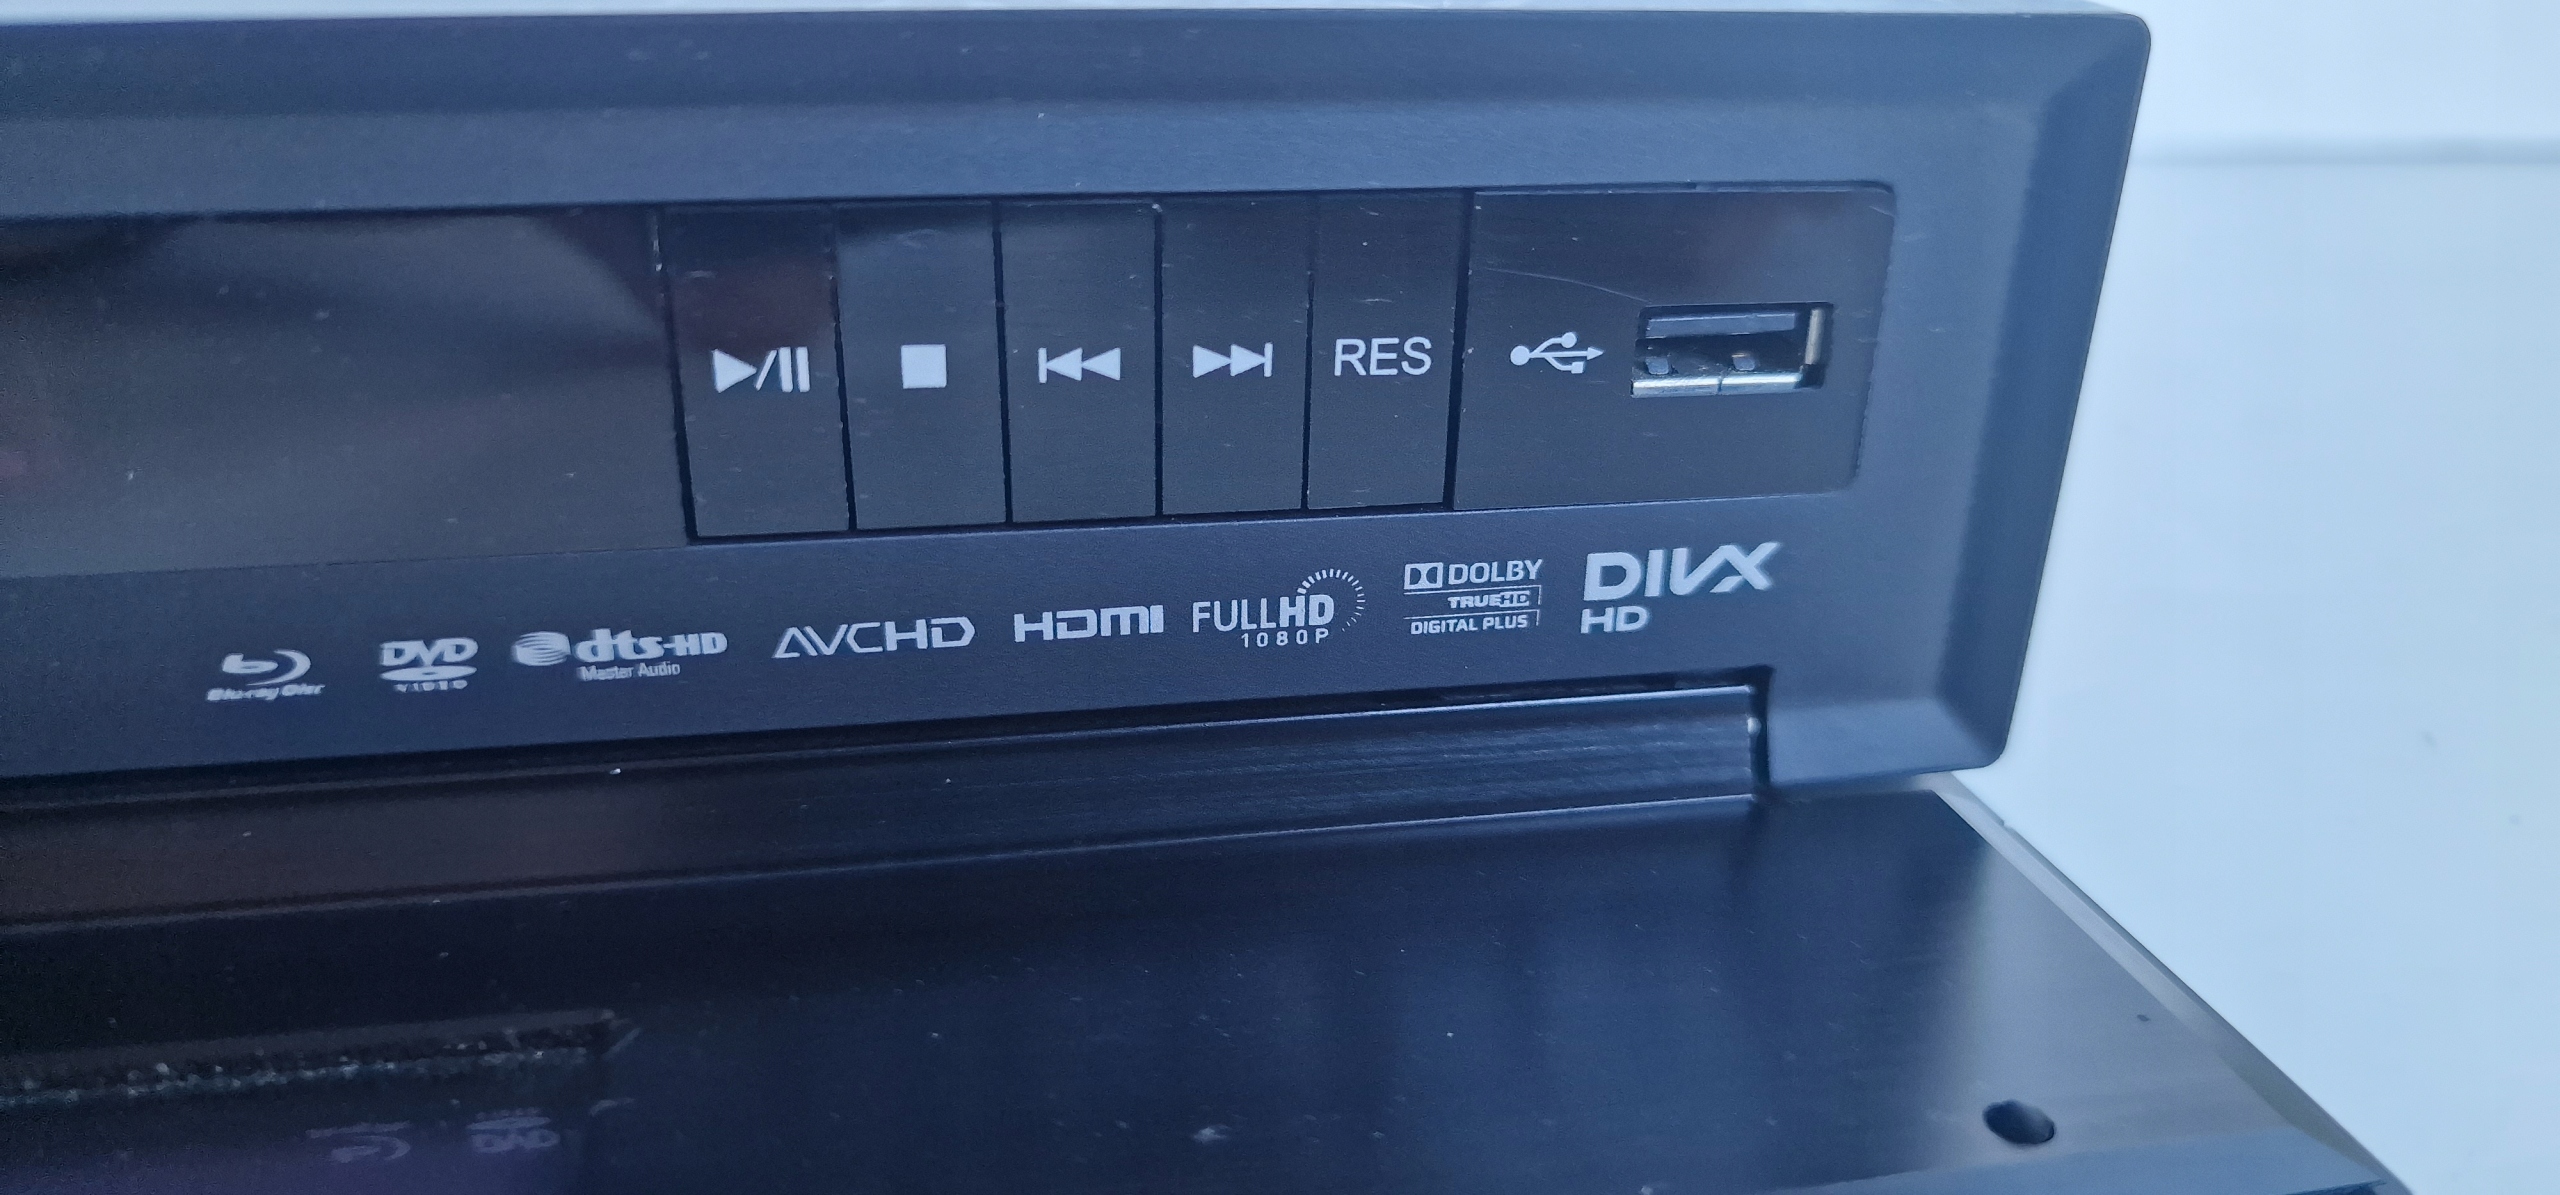 RES
Blu-ray Disc
DVD
VIDEO
dts-HD
Master Audio
AVCHD
HDMI
FULLHD
1080P
DOLBY
TRUEHD
DIGITAL PLUS
DIVX
HD